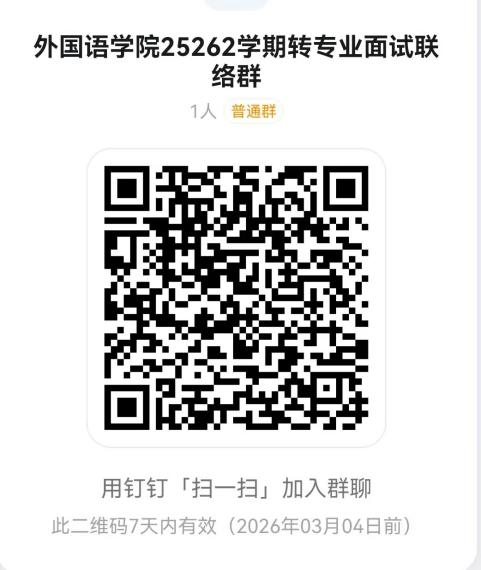 外国语学院25262学期转专业面试联
络群
1人 普通群
用钉钉「扫一扫」加入群聊
此二维码7天内有效（2026年03月04日前）